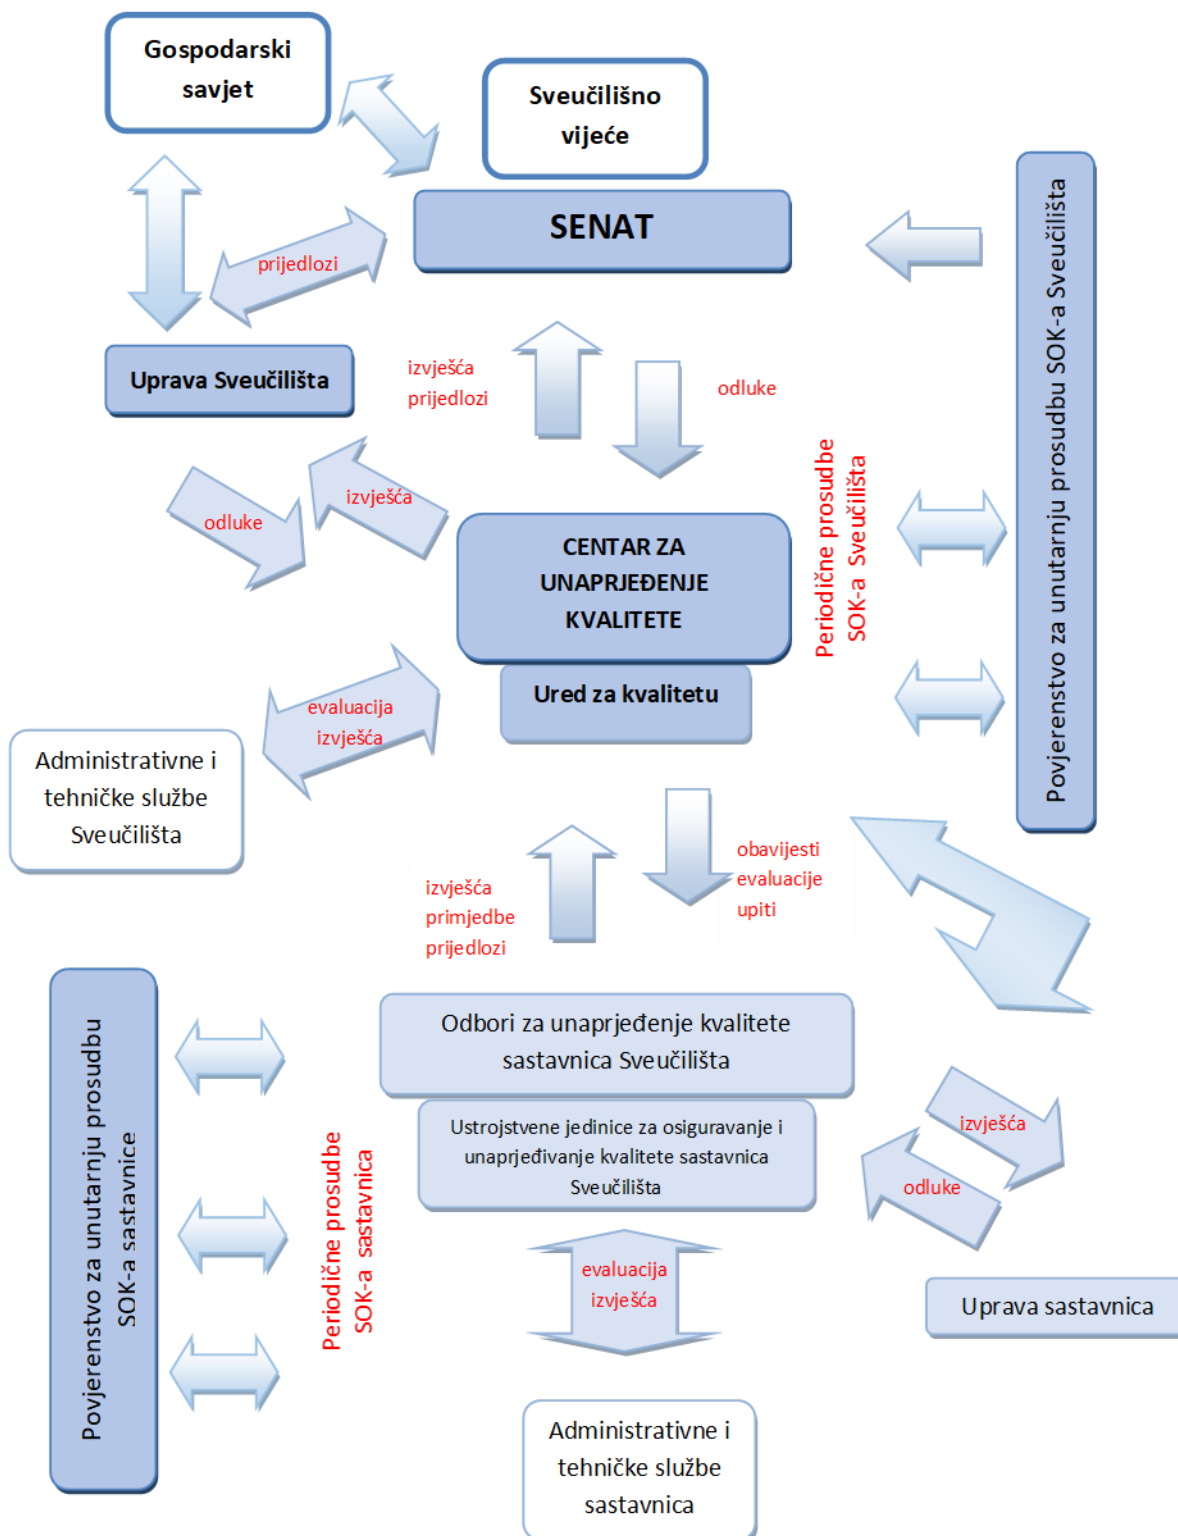 Gospodarski
savjet
Sveučilišno
vijeće
SENAT
prijedlozi
Uprava Sveučilišta
izvješća
prijedlozi
odluke
Povjerenstvo za unutarnju prosudbu SOK-a Sveučilišta
Periodične prosudbe
SOK-a Sveučilišta
izvješća
odluke
CENTAR ZA
UNAPRJEĐENJE
KVALITETE
Ured za kvalitetu
evaluacija
izvješća
Administrativne i
tehničke službe
Sveučilišta
obavijesti
evaluacije
upiti
izvješća
primjedbe
prijedlozi
Povjerenstvo za unutarnju prosudbu
SOK-a sastavnice
Periodične prosudbe
SOK-a sastavnica
Odbori za unaprjeđenje kvalitete
sastavnica Sveučilišta
Ustrojstvene jedinice za osiguravanje i
unaprjeđivanje kvalitete sastavnica
Sveučilišta
izvješća
odluke
evaluacija
izvješća
Uprava sastavnica
Administrativne i
tehničke službe
sastavnica